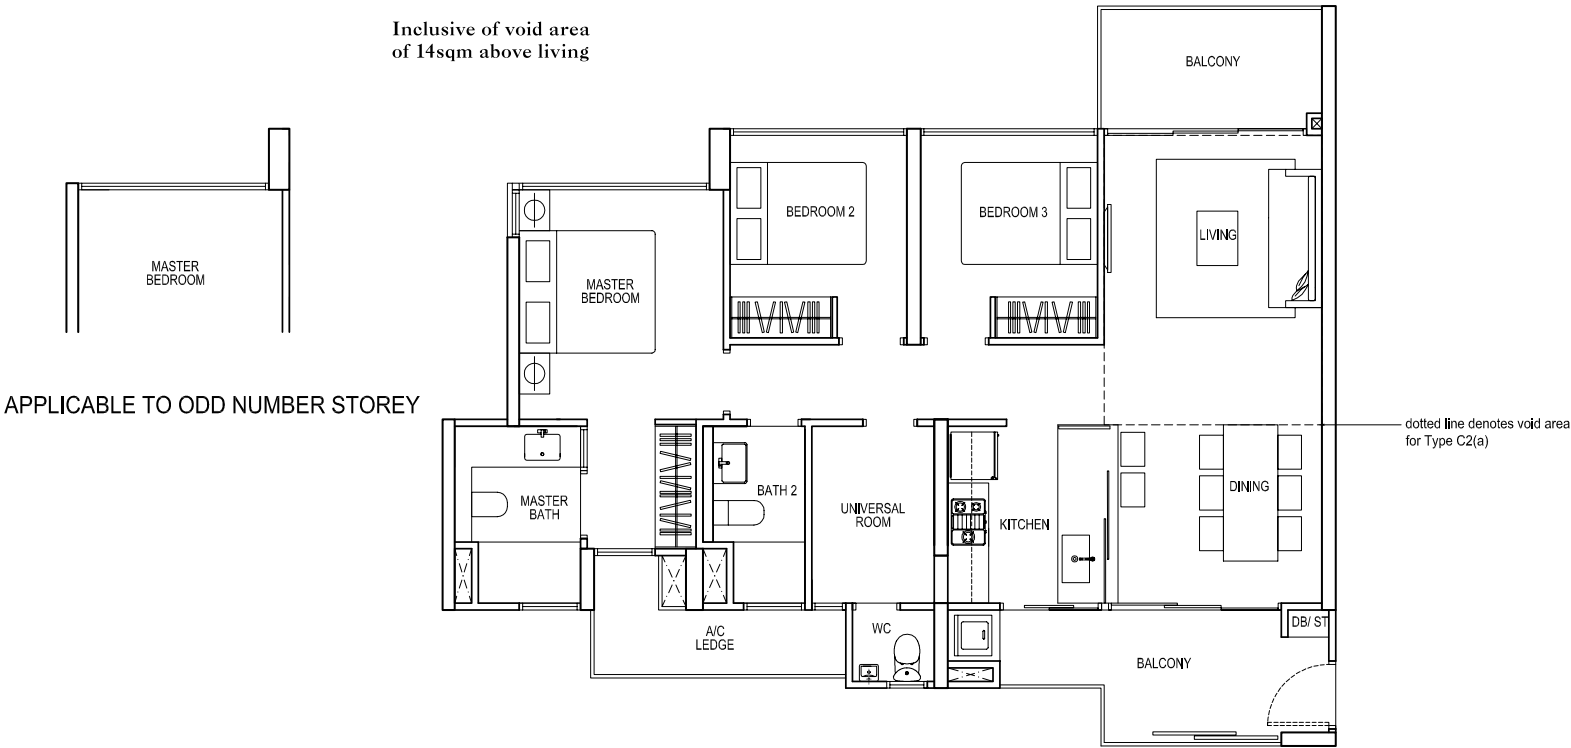 Inclusive of void area
of 14sqm above living
BALCONY
MASTER
BEDROOM
APPLICABLE TO ODD NUMBER STOREY
MASTER
BEDROOM
BEDROOM 2
BEDROOM 3
LIVING
dotted line denotes void area
for Type C2(a)
MASTER
BATH
BATH 2
UNIVERSAL
ROOM
KITCHEN
DINING
A/C
LEDGE
WC
BALCONY
DB/ ST